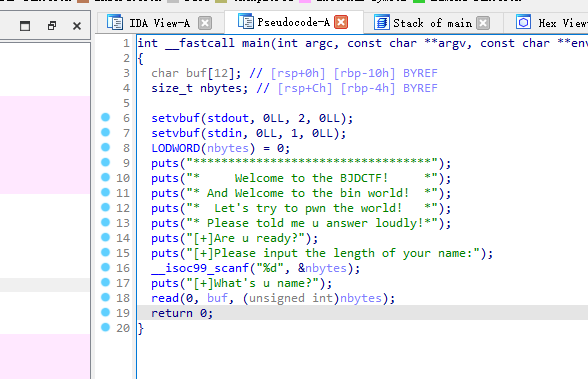 IDA View-A Pseudocode-A Stack of main Hex View
1 int __fastcall main(int argc, const char **argv, const char **env
2 {
3 char buf[12]; // [rsp+0h] [rbp-10h] BYREF
4 size_t nbytes; // [rsp+Ch] [rbp-4h] BYREF
5
6 setvbuf(stdout, 0LL, 2, 0LL);
7 setvbuf(stdin, 0LL, 1, 0LL);
8 LODWORD(nbytes) = 0;
9 puts("**********************************");
10 puts("*     Welcome to the BJDCTF!     *");
11 puts("* And Welcome to the bin world!  *");
12 puts("*  Let's try to pwn the world!   *");
13 puts("* Please told me u answer loudly!*");
14 puts("[+]Are u ready?");
15 puts("[+]Please input the length of your name:");
16 __isoc99_scanf("%d", &nbytes);
17 puts("[+]What's u name?");
18 read(0, buf, (unsigned int)nbytes);
19 return 0;
20 }